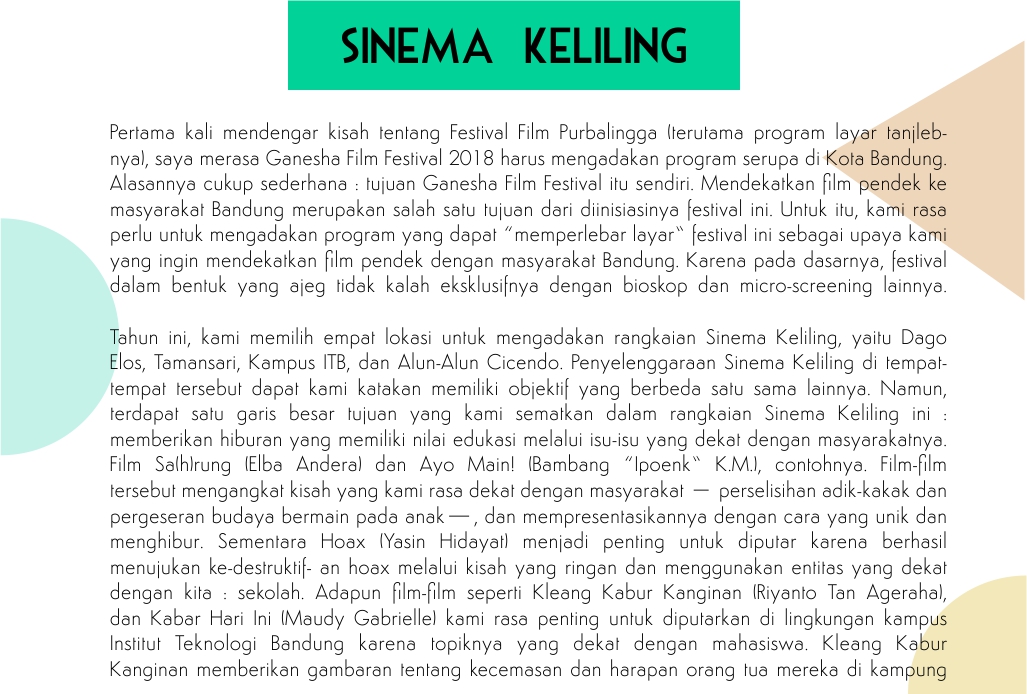 SINEMA KELILING
Pertama kali mendengar kisah tentang Festival Film Purbalingga (terutama program layar tanjleb-
nya), saya merasa Ganesha Film Festival 2018 harus mengadakan program serupa di Kota Bandung.
Alasannya cukup sederhana : tujuan Ganesha Film Festival itu sendiri. Mendekatkan film pendek ke
masyarakat Bandung merupakan salah satu tujuan dari diinisiasinya festival ini. Untuk itu, kami rasa
perlu untuk mengadakan program yang dapat “memperlebar layar“ festival ini sebagai upaya kami
yang ingin mendekatkan film pendek dengan masyarakat Bandung. Karena pada dasarnya, festival
dalam bentuk yang ajeg tidak kalah eksklusifnya dengan bioskop dan micro-screening lainnya.
Tahun ini, kami memilih empat lokasi untuk mengadakan rangkaian Sinema Keliling, yaitu Dago
Elos, Tamansari, Kampus ITB, dan Alun-Alun Cicendo. Penyelenggaraan Sinema Keliling di tempat-
tempat tersebut dapat kami katakan memiliki objektif yang berbeda satu sama lainnya. Namun,
terdapat satu garis besar tujuan yang kami sematkan dalam rangkaian Sinema Keliling ini :
memberikan hiburan yang memiliki nilai edukasi melalui isu-isu yang dekat dengan masyarakatnya.
Film Sa(h)rung (Elba Andera) dan Ayo Main! (Bambang “Ipoenk“ K.M.), contohnya. Film-film
tersebut mengangkat kisah yang kami rasa dekat dengan masyarakat — perselisihan adik-kakak dan
pergeseran budaya bermain pada anak — , dan mempresentasikannya dengan cara yang unik dan
menghibur. Sementara Hoax (Yasin Hidayat) menjadi penting untuk diputar karena berhasil
menujukan ke-destruktif- an hoax melalui kisah yang ringan dan menggunakan entitas yang dekat
dengan kita : sekolah. Adapun film-film seperti Kleang Kabur Kanginan (Riyanto Tan Ageraha),
dan Kabar Hari Ini (Maudy Gabrielle) kami rasa penting untuk diputarkan di lingkungan kampus
Institut Teknologi Bandung karena topiknya yang dekat dengan mahasiswa. Kleang Kabur
Kanginan memberikan gambaran tentang kecemasan dan harapan orang tua mereka di kampung